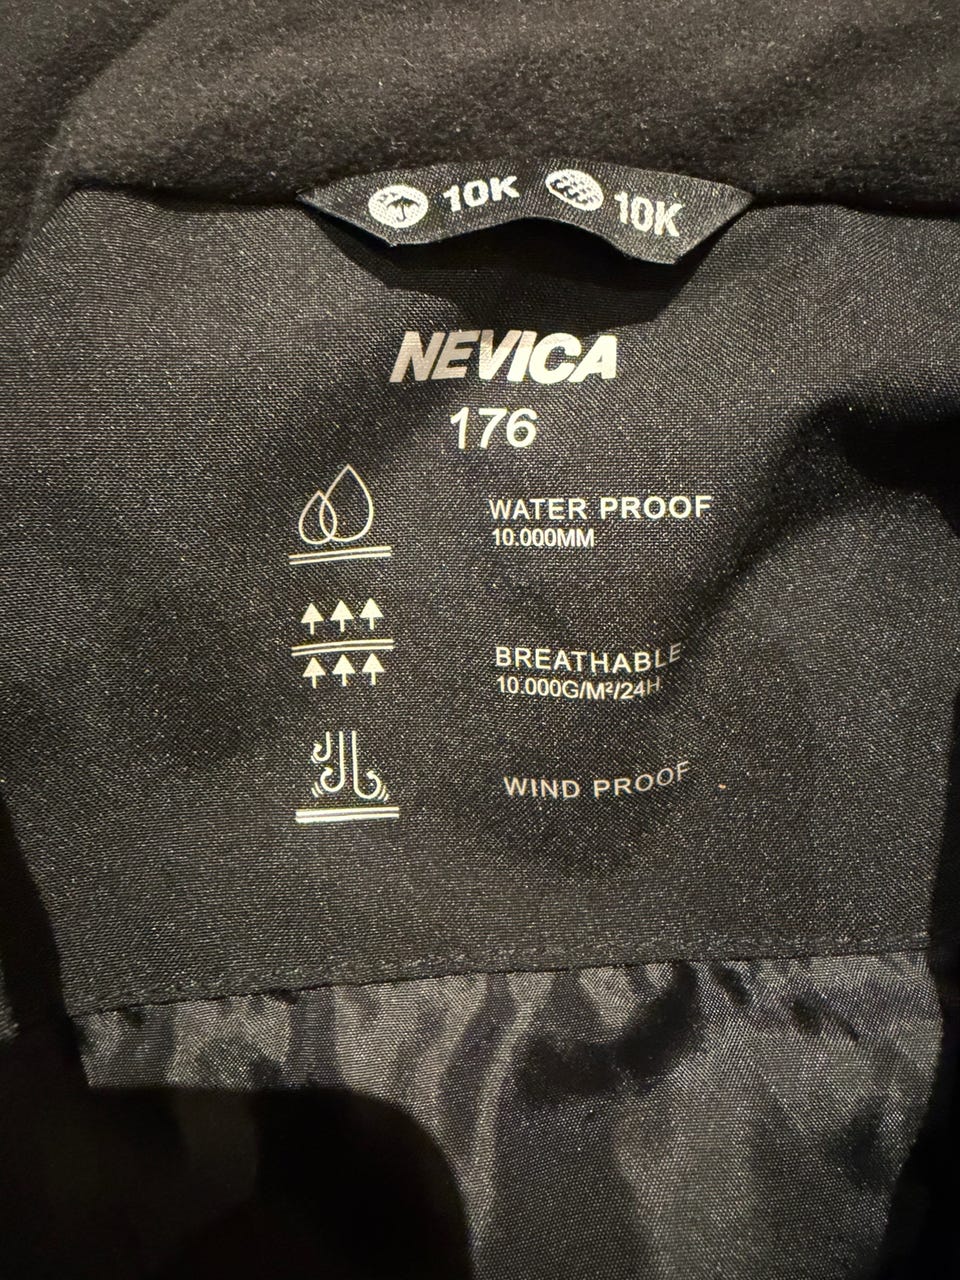 10K 10K
NEVICA
176
WATER PROOF
10.000MM
BREATHABLE
10.000G/M²/24H
WIND PROOF